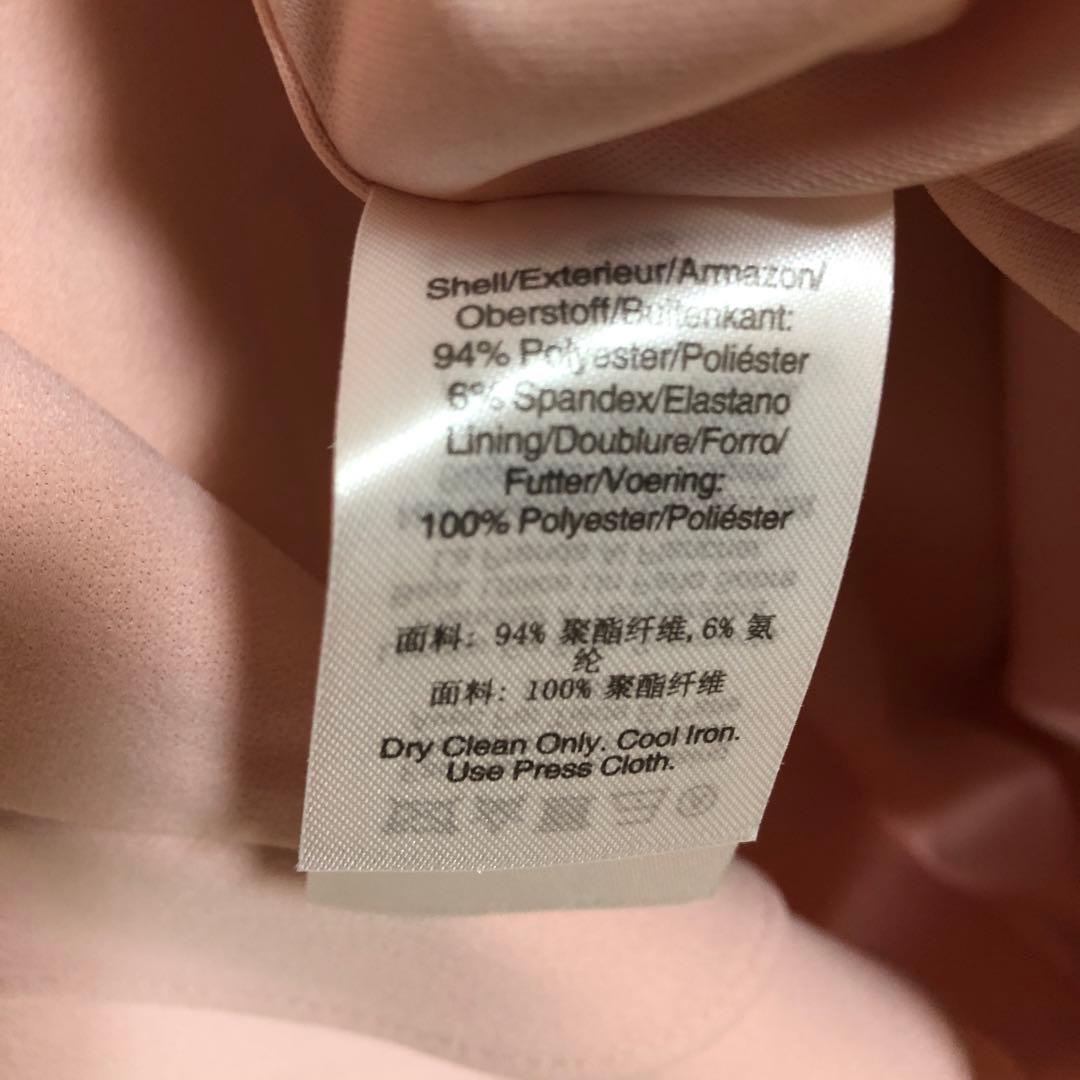 Shell/Exterieur/Armazon/
Oberstoff/Buitenkant:
94% Polyester/Poliéster
6% Spandex/Elastano
Lining/Doublure/Forro/
Futter/Voering:
100% Polyester/Poliéster
面料: 94% 聚酯纤维,6% 氨
纶
面料: 100% 聚酯纤维
Dry Clean Only. Cool Iron.
Use Press Cloth.